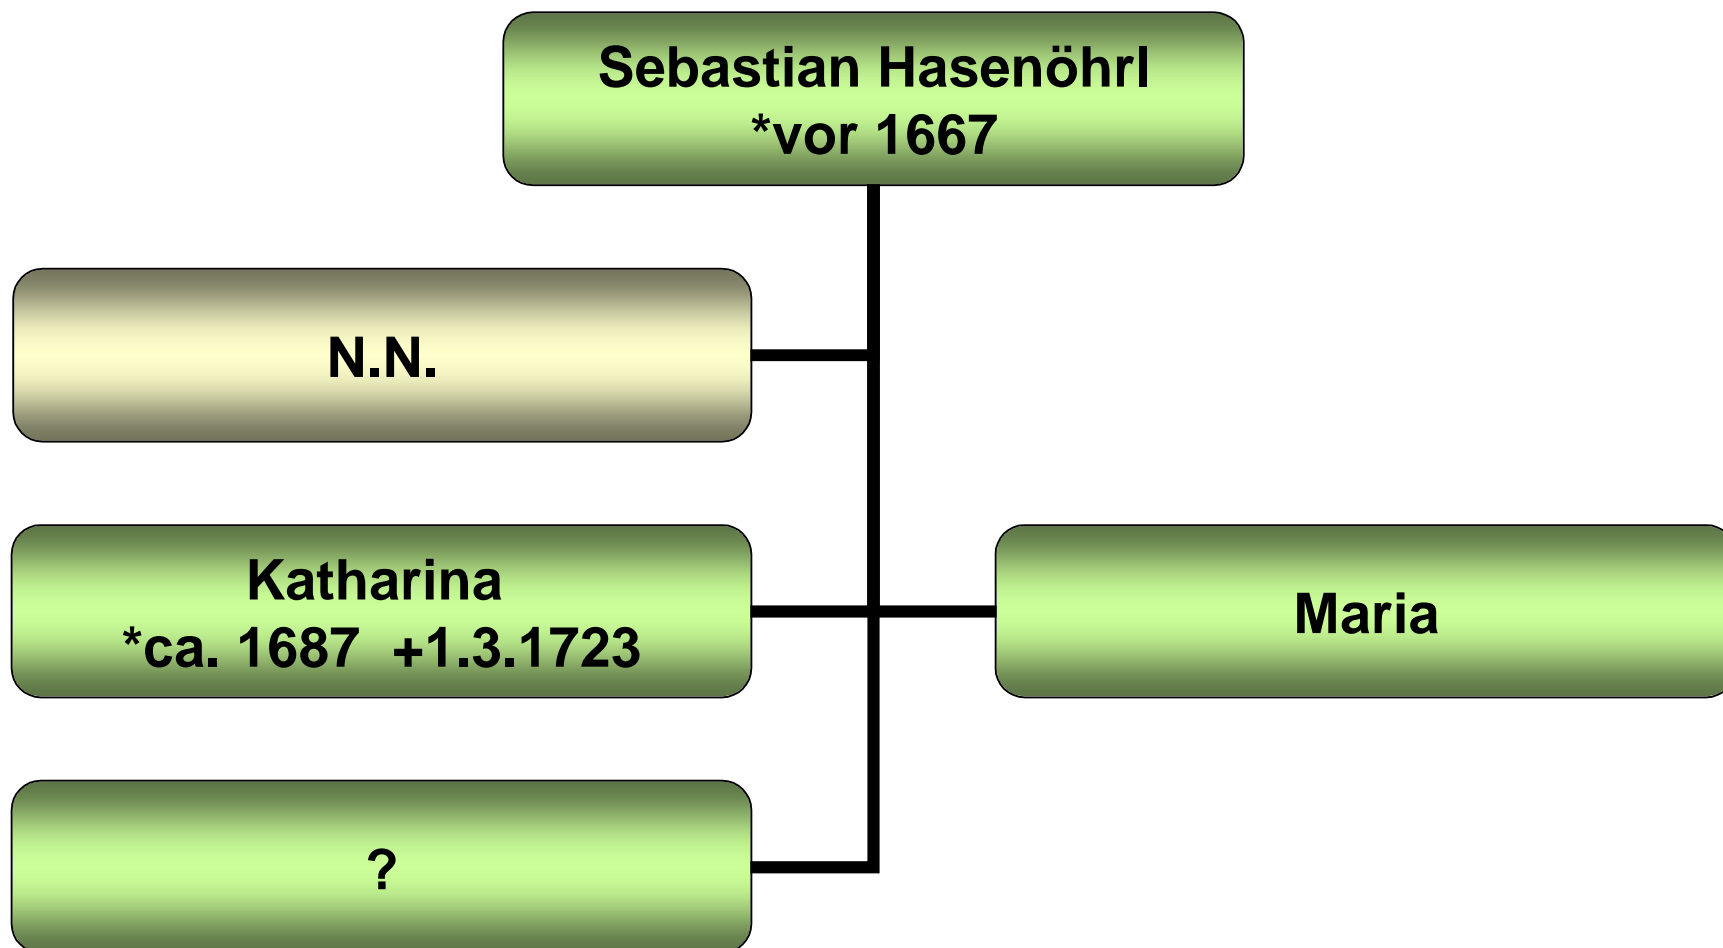 Sebastian Hasenöhrl
*vor 1667
N.N.
Katharina
*ca. 1687  +1.3.1723
Maria
?